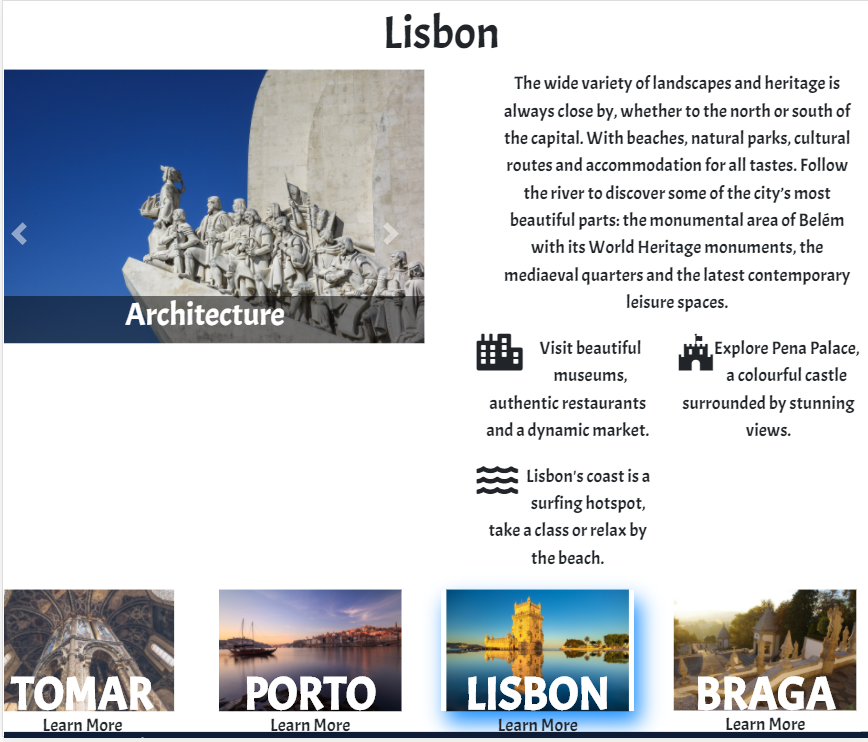 Lisbon
The wide variety of landscapes and heritage is
always close by, whether to the north or south of
the capital. With beaches, natural parks, cultural
routes and accommodation for all tastes. Follow
the river to discover some of the city's most
beautiful parts: the monumental area of Belém
with its World Heritage monuments, the
mediaeval quarters and the latest contemporary
leisure spaces.
Architecture
Visit beautiful
museums,
authentic restaurants
and a dynamic market.
Explore Pena Palace,
a colourful castle
surrounded by stunning
views.
Lisbon's coast is a
surfing hotspot,
take a class or relax by
the beach.
TOMAR
Learn More
PORTO
Learn More
LISBON
Learn More
BRAGA
Learn More